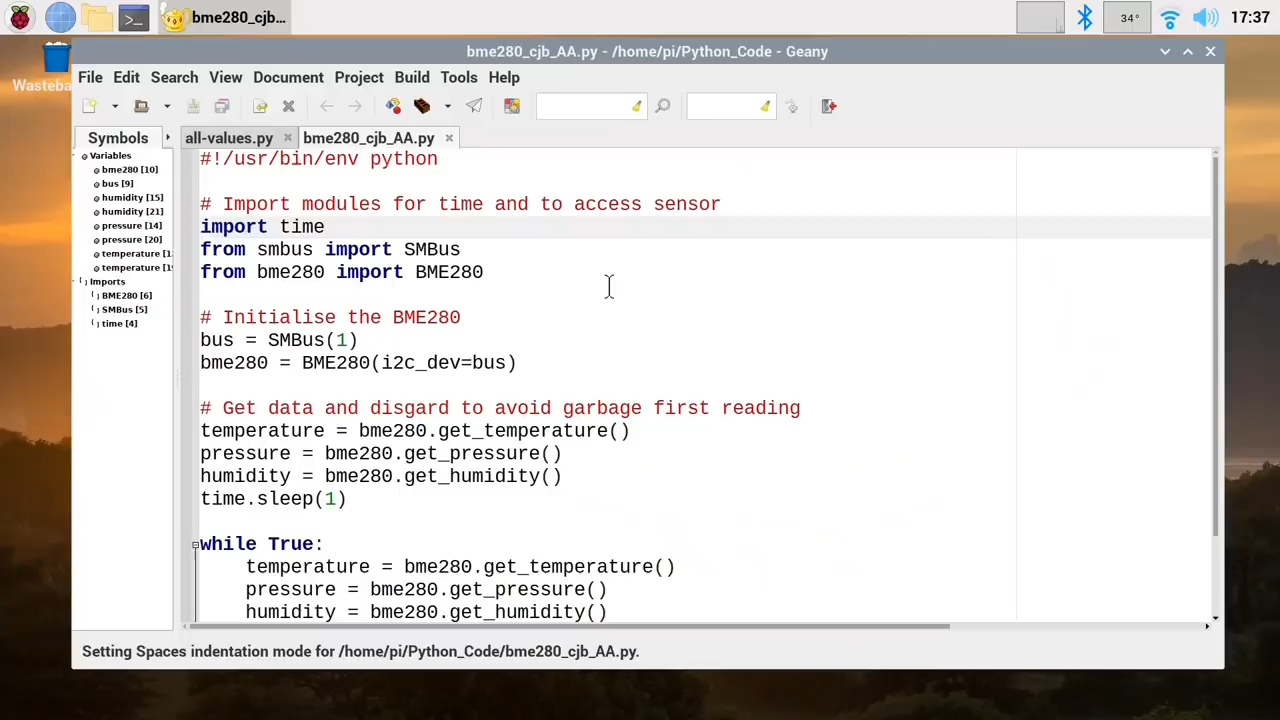 bme280_cjb…
34°
17:37
Wasteba
bme280_cjb_AA.py - /home/pi/Python_Code - Geany
File Edit Search View Document Project Build Tools Help
Symbols
all-values.py
bme280_cjb_AA.py
Variables
bme280 [10]
bus [9]
humidity [15]
humidity [21]
pressure [14]
pressure [20]
temperature [1
temperature [1
Imports
BME280 [6]
SMBus [5]
time [4]
#!/usr/bin/env python
# Import modules for time and to access sensor
import time
from smbus import SMBus
from bme280 import BME280
# Initialise the BME280
bus = SMBus(1)
bme280 = BME280(i2c_dev=bus)
# Get data and disgard to avoid garbage first reading
temperature = bme280.get_temperature()
pressure = bme280.get_pressure()
humidity = bme280.get_humidity()
time.sleep(1)
while True:
    temperature = bme280.get_temperature()
    pressure = bme280.get_pressure()
    humidity = bme280.get_humidity()
Setting Spaces indentation mode for /home/pi/Python_Code/bme280_cjb_AA.py.